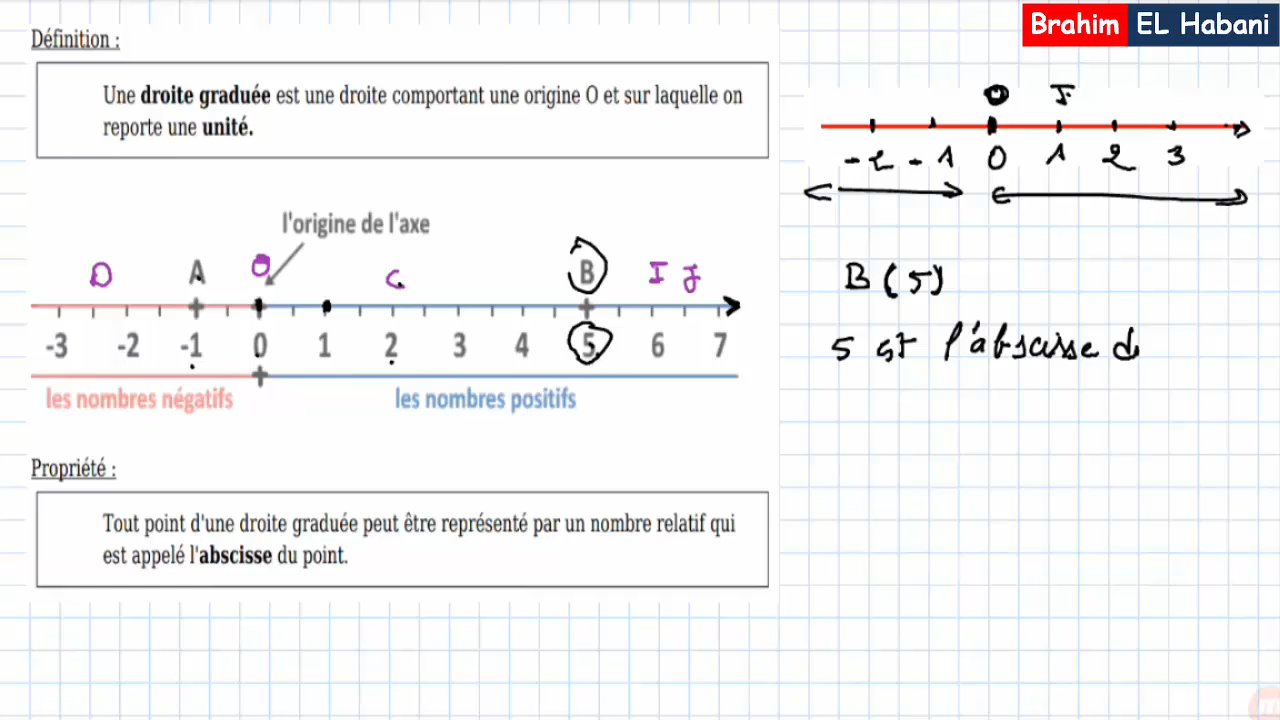 Brahim EL Habani
Définition :
Une droite graduée est une droite comportant une origine O et sur laquelle on
reporte une unité.
l'origine de l'axe
D A O C B I J
-3 -2 -1 0 1 2 3 4 5 6 7
les nombres négatifs les nombres positifs
Propriété :
Tout point d'une droite graduée peut être représenté par un nombre relatif qui
est appelé l'abscisse du point.
O I
-2 -1 0 1 2 3
B (5)
5 est l'abscisse d